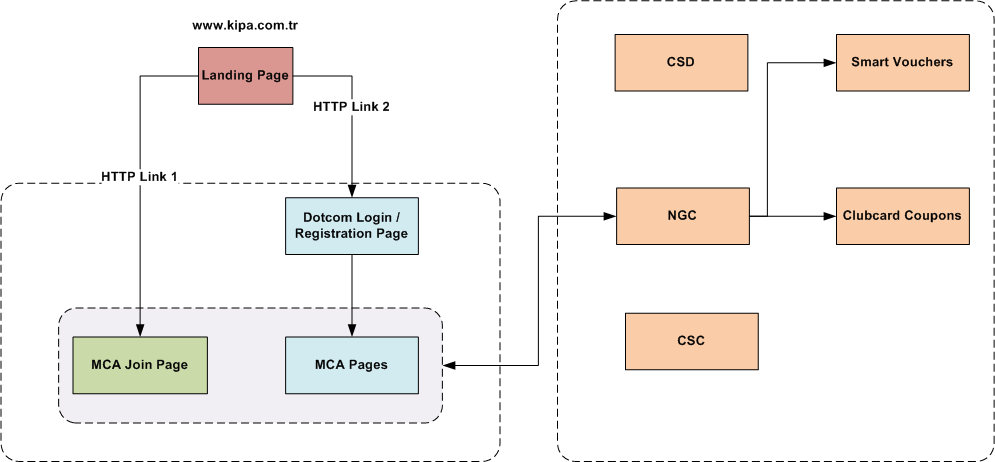 www.kipa.com.tr
Landing Page
HTTP Link 2
HTTP Link 1
Dotcom Login /
Registration Page
MCA Join Page
MCA Pages
CSD
Smart Vouchers
NGC
Clubcard Coupons
CSC